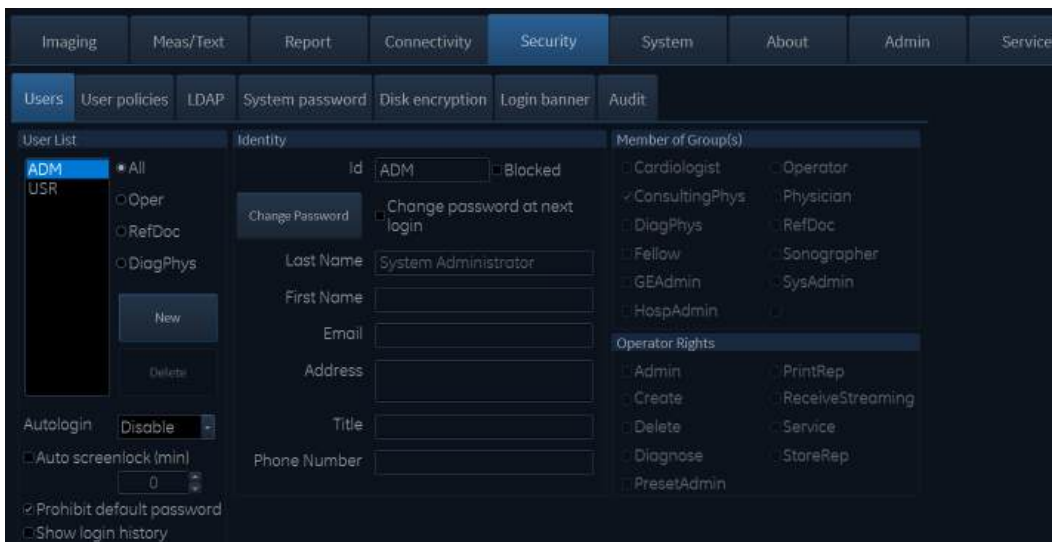 Imaging Meas/Text Report Connectivity Security System About Admin Service
Users User policies LDAP System password Disk encryption Login banner Audit
User List
ADM
USR
All
Oper
RefDoc
DiagPhys
New
Delete
Autologin Disable
Auto screenlock (min)
0
Prohibit default password
Show login history
Identity
Id ADM Blocked
Change Password
Change password at next
login
Last Name System Administrator
First Name
Email
Address
Title
Phone Number
Member of Group(s)
Cardiologist Operator
ConsultingPhys Physician
DiagPhys RefDoc
Fellow Sonographer
GEAdmin SysAdmin
HospAdmin
Operator Rights
Admin PrintRep
Create ReceiveStreaming
Delete Service
Diagnose StoreRep
PresetAdmin